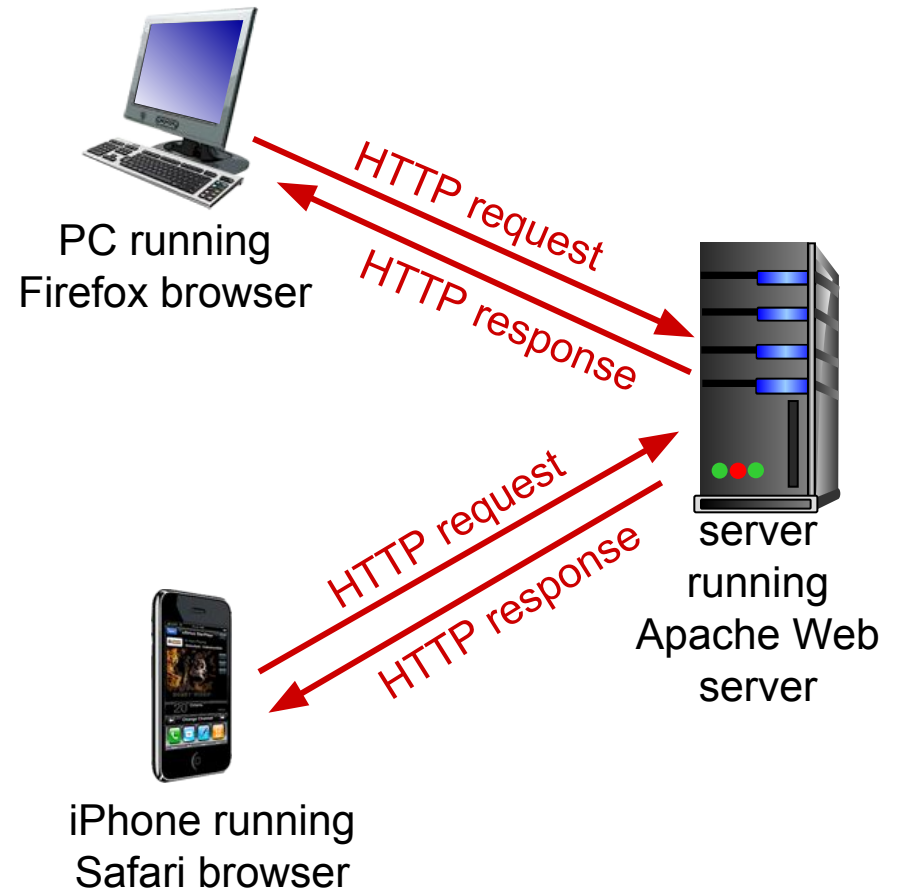 HTTP request
HTTP response
PC running
Firefox browser
HTTP request
HTTP response
server
running
Apache Web
server
iPhone running
Safari browser